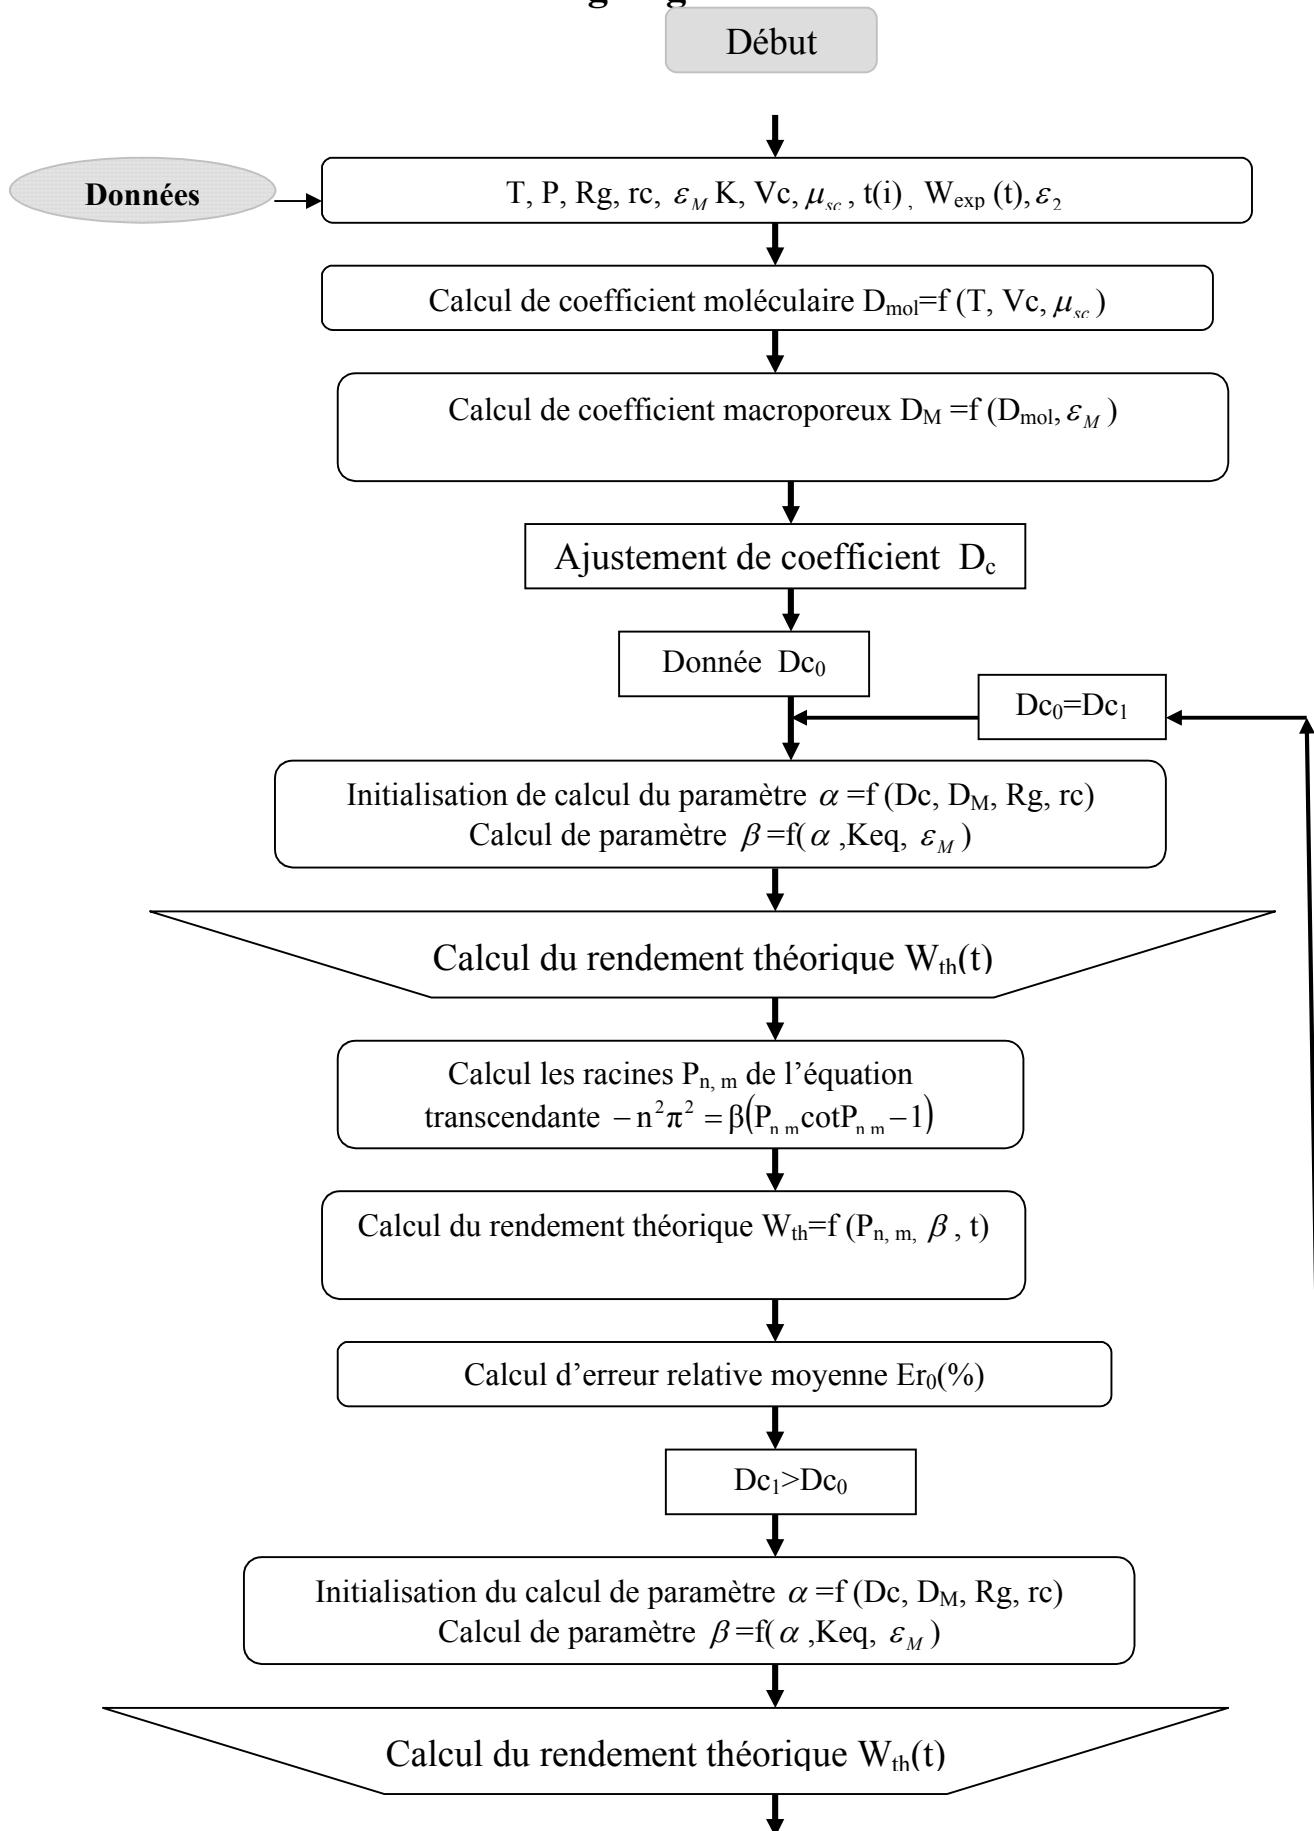 Début
Données
T, P, Rg, rc, ε_M K, Vc, μ_sc, t(i), W_exp (t), ε_2
Calcul de coefficient moléculaire D_mol=f (T, Vc, μ_sc)
Calcul de coefficient macroporeux D_M =f (D_mol, ε_M)
Ajustement de coefficient D_c
Donnée Dc_0
Dc_0=Dc_1
Initialisation de calcul du paramètre α =f (Dc, D_M, Rg, rc)
Calcul de paramètre β =f( α ,Keq, ε_M)
Calcul du rendement théorique W_th(t)
Calcul les racines P_n, m de l’équation
transcendante − n²π² = β(P_n m cotP_n m − 1)
Calcul du rendement théorique W_th=f (P_n, m, β , t)
Calcul d’erreur relative moyenne Er_0(%)
Dc_1>Dc_0
Initialisation du calcul de paramètre α =f (Dc, D_M, Rg, rc)
Calcul de paramètre β =f( α ,Keq, ε_M)
Calcul du rendement théorique W_th(t)